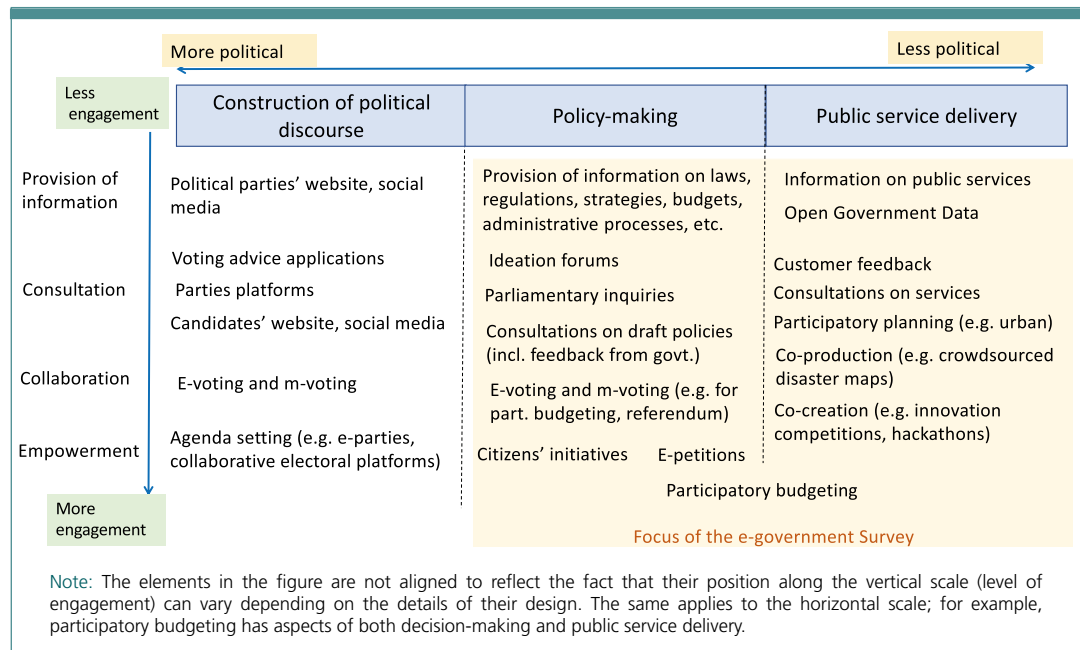 More political
Less political
Less
engagement
Construction of political
discourse
Policy-making
Public service delivery
Provision of
information
Political parties’ website, social
media
Provision of information on laws,
regulations, strategies, budgets,
administrative processes, etc.
Information on public services
Open Government Data
Voting advice applications
Ideation forums
Customer feedback
Consultation
Parties platforms
Parliamentary inquiries
Consultations on services
Candidates’ website, social media
Consultations on draft policies
(incl. feedback from govt.)
Participatory planning (e.g. urban)
Collaboration
E-voting and m-voting
E-voting and m-voting (e.g. for
part. budgeting, referendum)
Co-production (e.g. crowdsourced
disaster maps)
Co-creation (e.g. innovation
competitions, hackathons)
Empowerment
Agenda setting (e.g. e-parties,
collaborative electoral platforms)
Citizens’ initiatives
E-petitions
Participatory budgeting
More
engagement
Focus of the e-government Survey
Note: The elements in the figure are not aligned to reflect the fact that their position along the vertical scale (level of
engagement) can vary depending on the details of their design. The same applies to the horizontal scale; for example,
participatory budgeting has aspects of both decision-making and public service delivery.